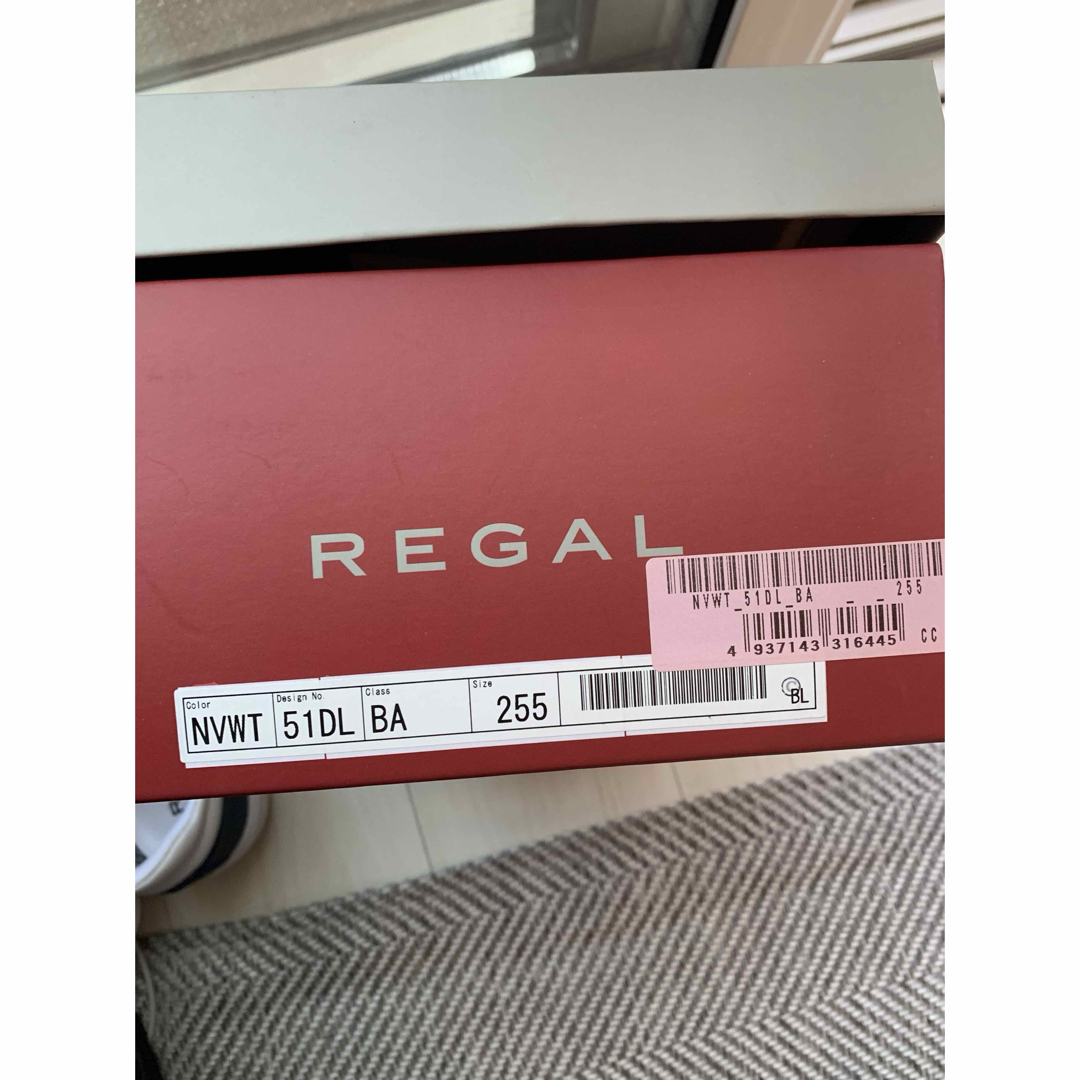 REGAL
NVWT_51DL_BA _ _ 255
4 937143 316445 CC
Color Design No. Class Size
NVWT 51DL BA 255 © BL